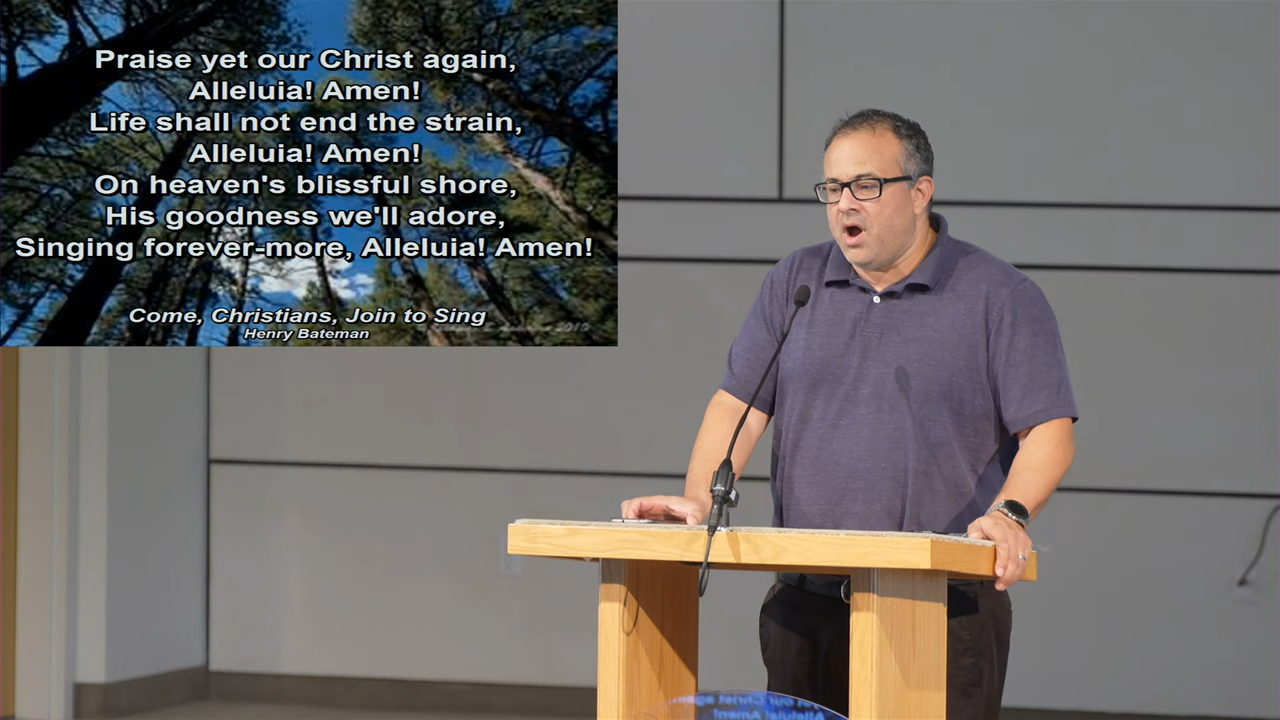 Praise yet our Christ again,
Alleluia! Amen!
Life shall not end the strain,
Alleluia! Amen!
On heaven's blissful shore,
His goodness we'll adore,
Singing forever-more, Alleluia! Amen!
Come, Christians, Join to Sing
2010
Henry Bateman